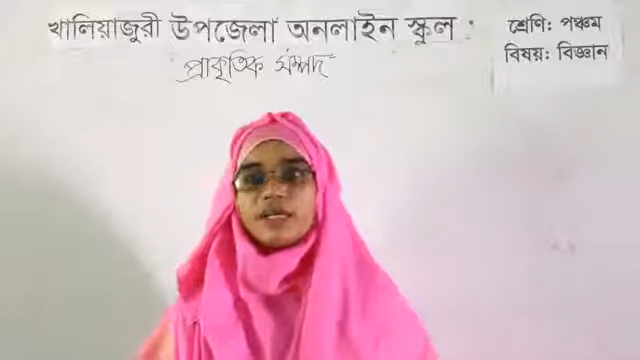 খালিয়াজুরী উপজেলা অনলাইন স্কুল
শ্রেণি: পঞ্চম
বিষয়: বিজ্ঞান
প্রাকৃতিক সম্পদ